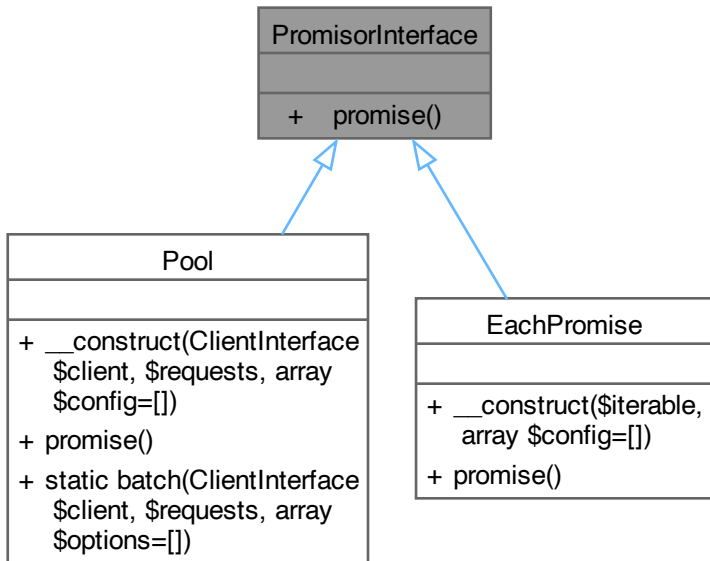 PromisorInterface
+ promise()
Pool
+ __construct(ClientInterface
$client, $requests, array
$config=[])
+ promise()
+ static batch(ClientInterface
$client, $requests, array
$options=[])
EachPromise
+ __construct($iterable,
array $config=[])
+ promise()